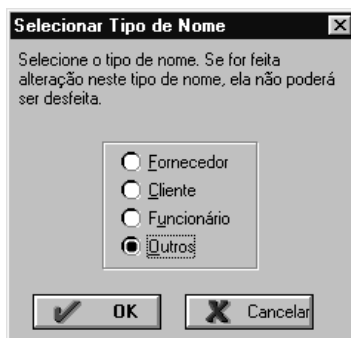 Selecionar Tipo de Nome
Selecione o tipo de nome. Se for feita
alteração neste tipo de nome, ela não poderá
ser desfeita.
Fornecedor
Cliente
Funcionário
Outros
OK
Cancelar